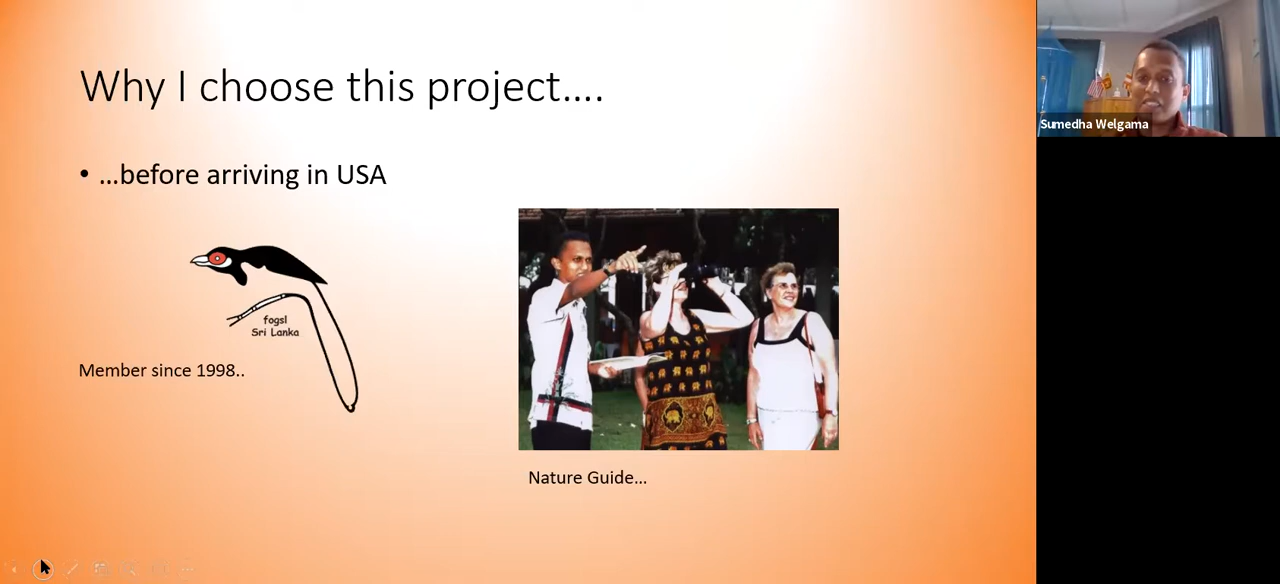 Why I choose this project....
• ...before arriving in USA
fogsl
Sri Lanka
Member since 1998..
Nature Guide...
Sumedha Welgama